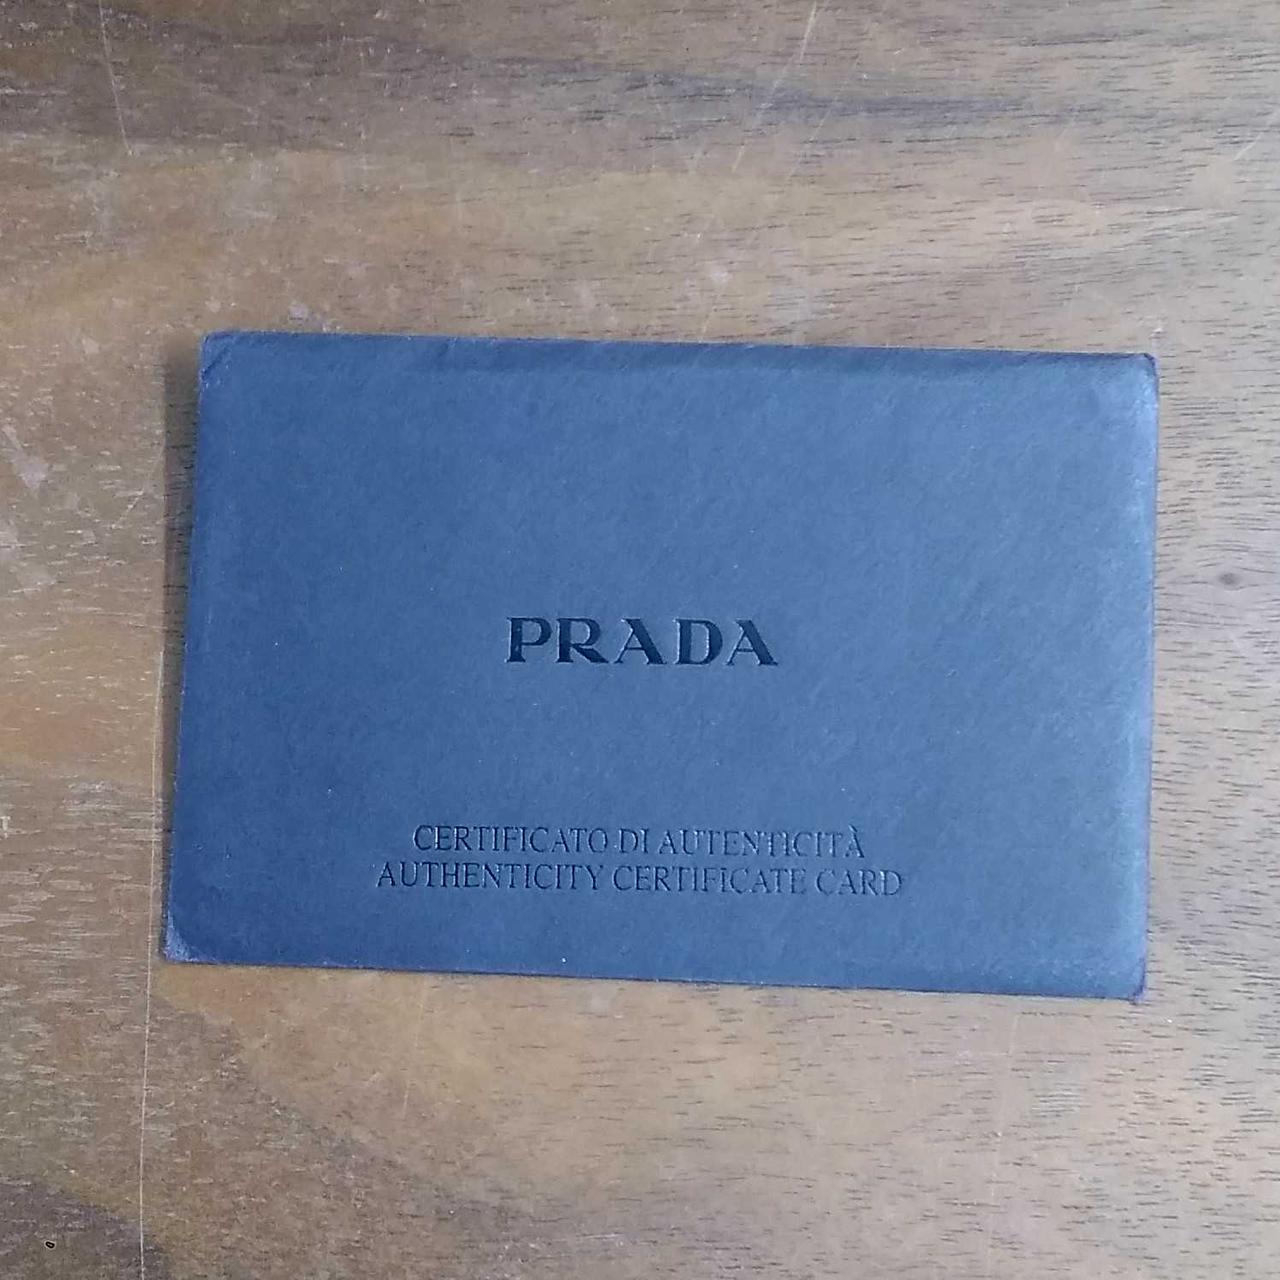 PRADA
CERTIFICATO DI AUTENTICITÀ
AUTHENTICITY CERTIFICATE CARD